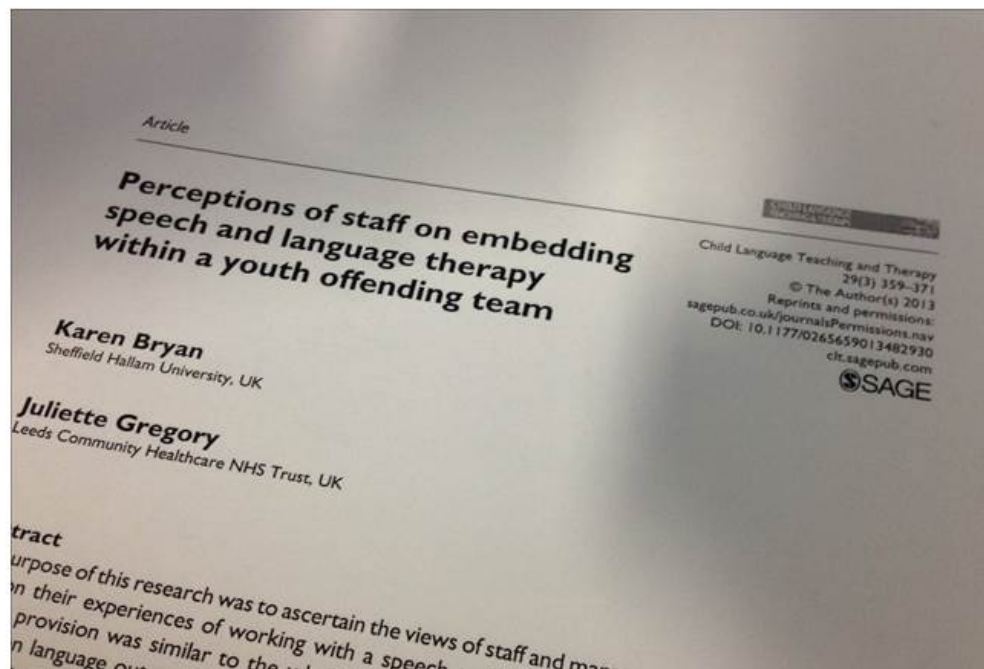 Article
Perceptions of staff on embedding
speech and language therapy
within a youth offending team
Child Language Teaching and Therapy
29(3) 359–371
© The Author(s) 2013
Reprints and permissions:
sagepub.co.uk/journalsPermissions.nav
DOI: 10.1177/0265659013482930
clt.sagepub.com
SAGE
Karen Bryan
Sheffield Hallam University, UK
Juliette Gregory
Leeds Community Healthcare NHS Trust, UK
tract
urpose of this research was to ascertain the views of staff and
n their experiences of working with a speech
provision was similar to the
n language